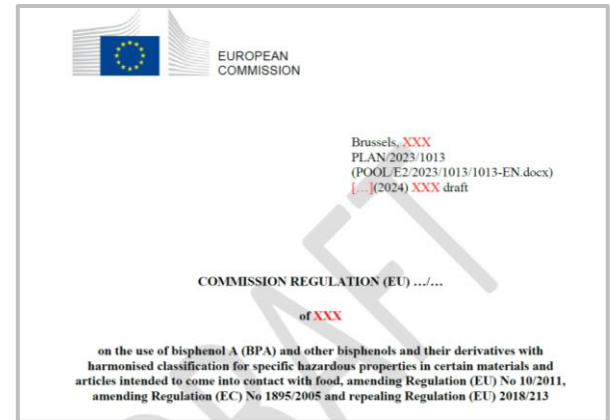 EUROPEAN
COMMISSION
Brussels, XXX
PLAN/2023/1013
(POOL/E2/2023/1013/1013-EN.docx)
[…](2024) XXX draft
COMMISSION REGULATION (EU) …/…
of XXX
on the use of bisphenol A (BPA) and other bisphenols and their derivatives with
harmonised classification for specific hazardous properties in certain materials and
articles intended to come into contact with food, amending Regulation (EU) No 10/2011,
amending Regulation (EC) No 1895/2005 and repealing Regulation (EU) 2018/213
DRAFT